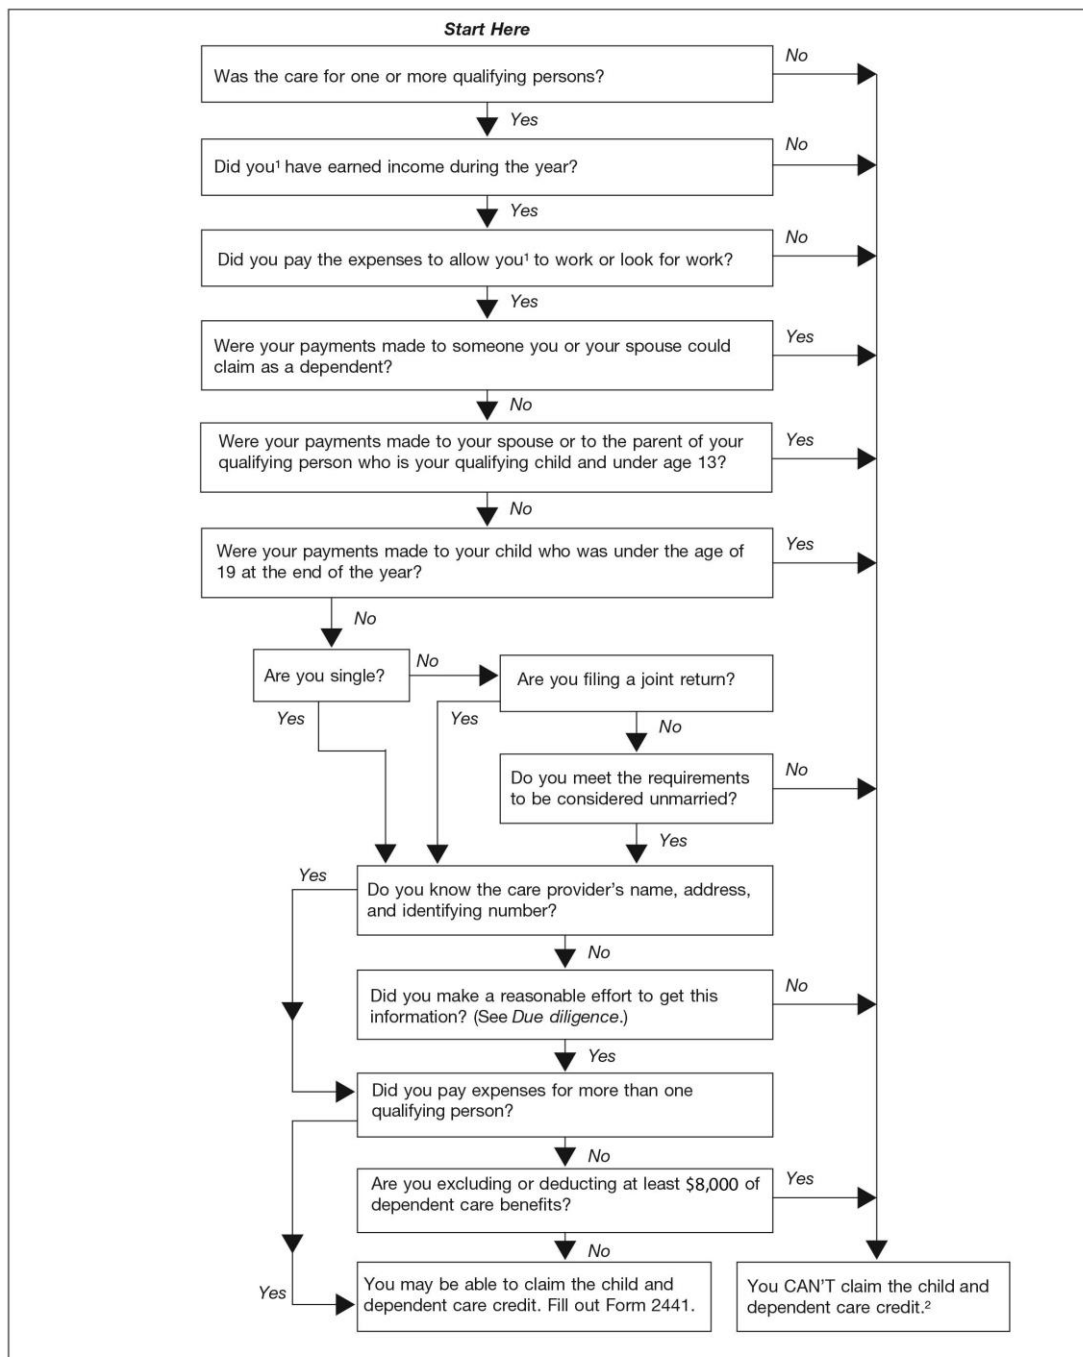 Start Here
No
Was the care for one or more qualifying persons?
Yes
No
Did you¹ have earned income during the year?
Yes
No
Did you pay the expenses to allow you¹ to work or look for work?
Yes
Yes
Were your payments made to someone you or your spouse could
claim as a dependent?
No
Yes
Were your payments made to your spouse or to the parent of your
qualifying person who is your qualifying child and under age 13?
No
Yes
Were your payments made to your child who was under the age of
19 at the end of the year?
No
Are you single?
No
Are you filing a joint return?
Yes
Yes
No
Do you meet the requirements
to be considered unmarried?
No
Yes
Yes
Do you know the care provider's name, address,
and identifying number?
No
No
Did you make a reasonable effort to get this
information? (See Due diligence.)
Yes
Did you pay expenses for more than one
qualifying person?
No
Yes
Are you excluding or deducting at least $8,000 of
dependent care benefits?
No
Yes
You may be able to claim the child and
dependent care credit. Fill out Form 2441.
You CAN'T claim the child and
dependent care credit.²